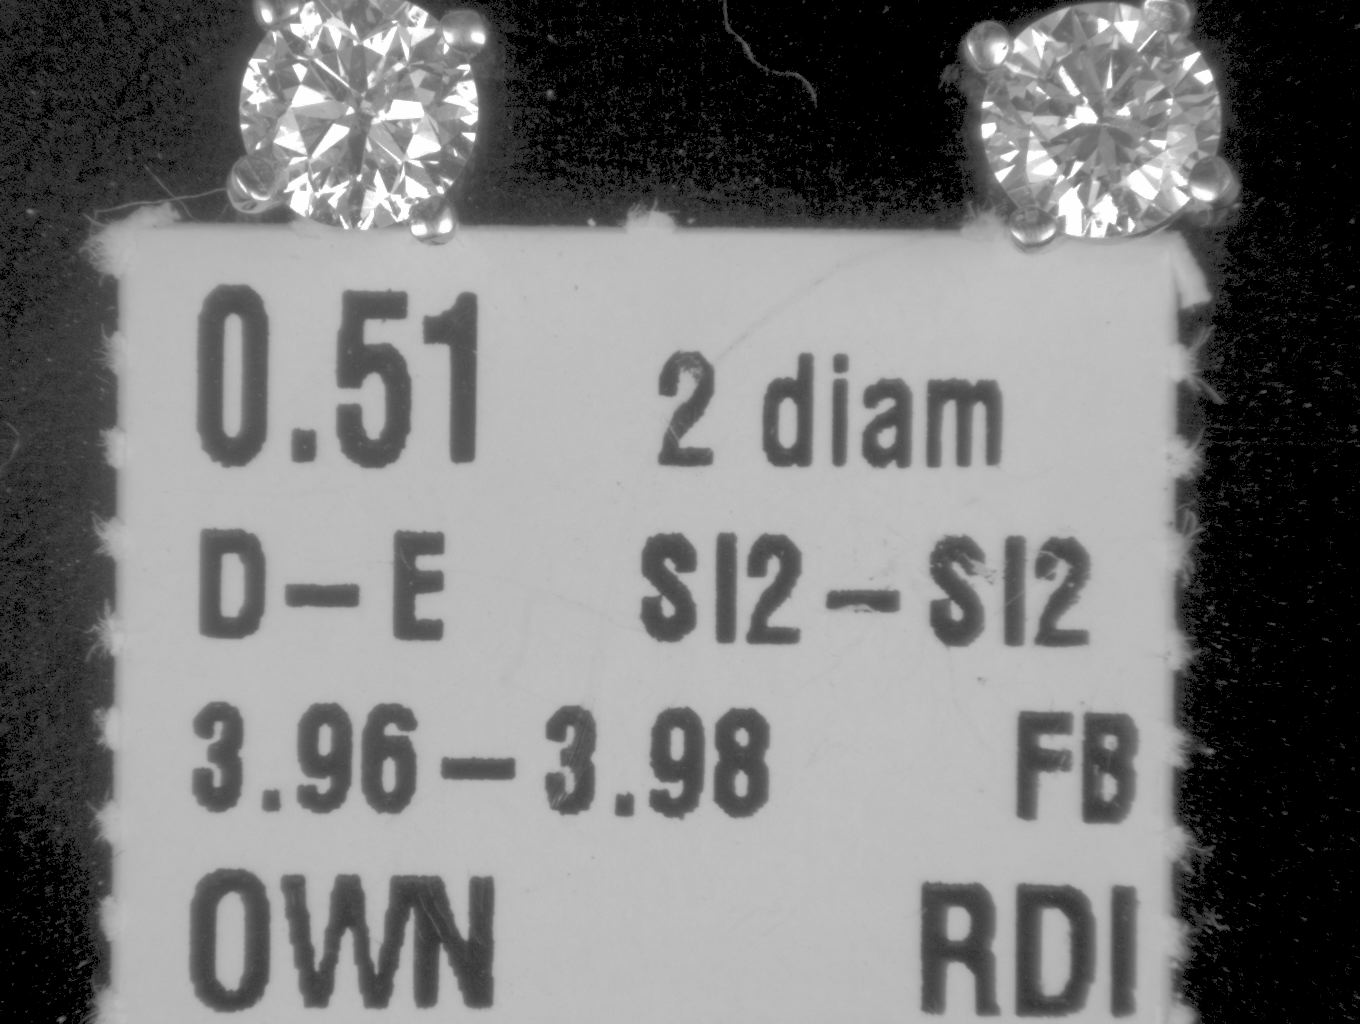 0.51 2 diam
D-E SI2-SI2
3.96-3.98 FB
OWN RDI